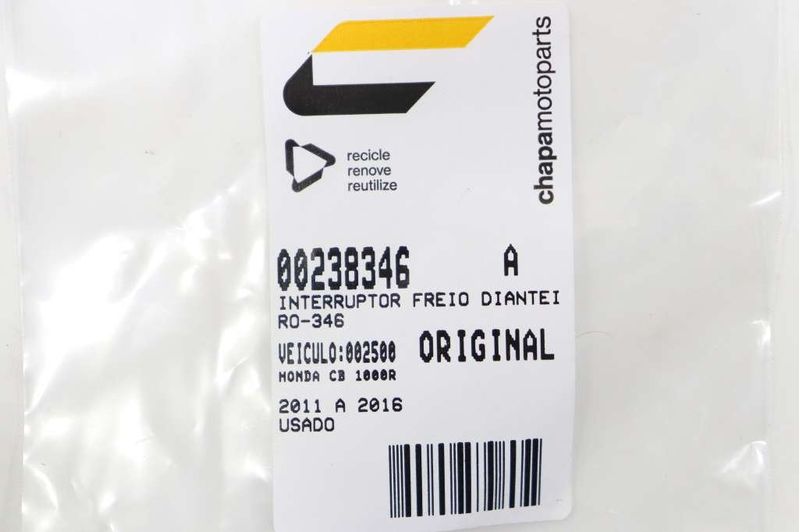 chapamotoparts
recicle
renove
reutilize
00238346 A
INTERRUPTOR FREIO DIANTEI
RO-346
VEICULO:002500 ORIGINAL
HONDA CB 1000R
2011 A 2016
USADO